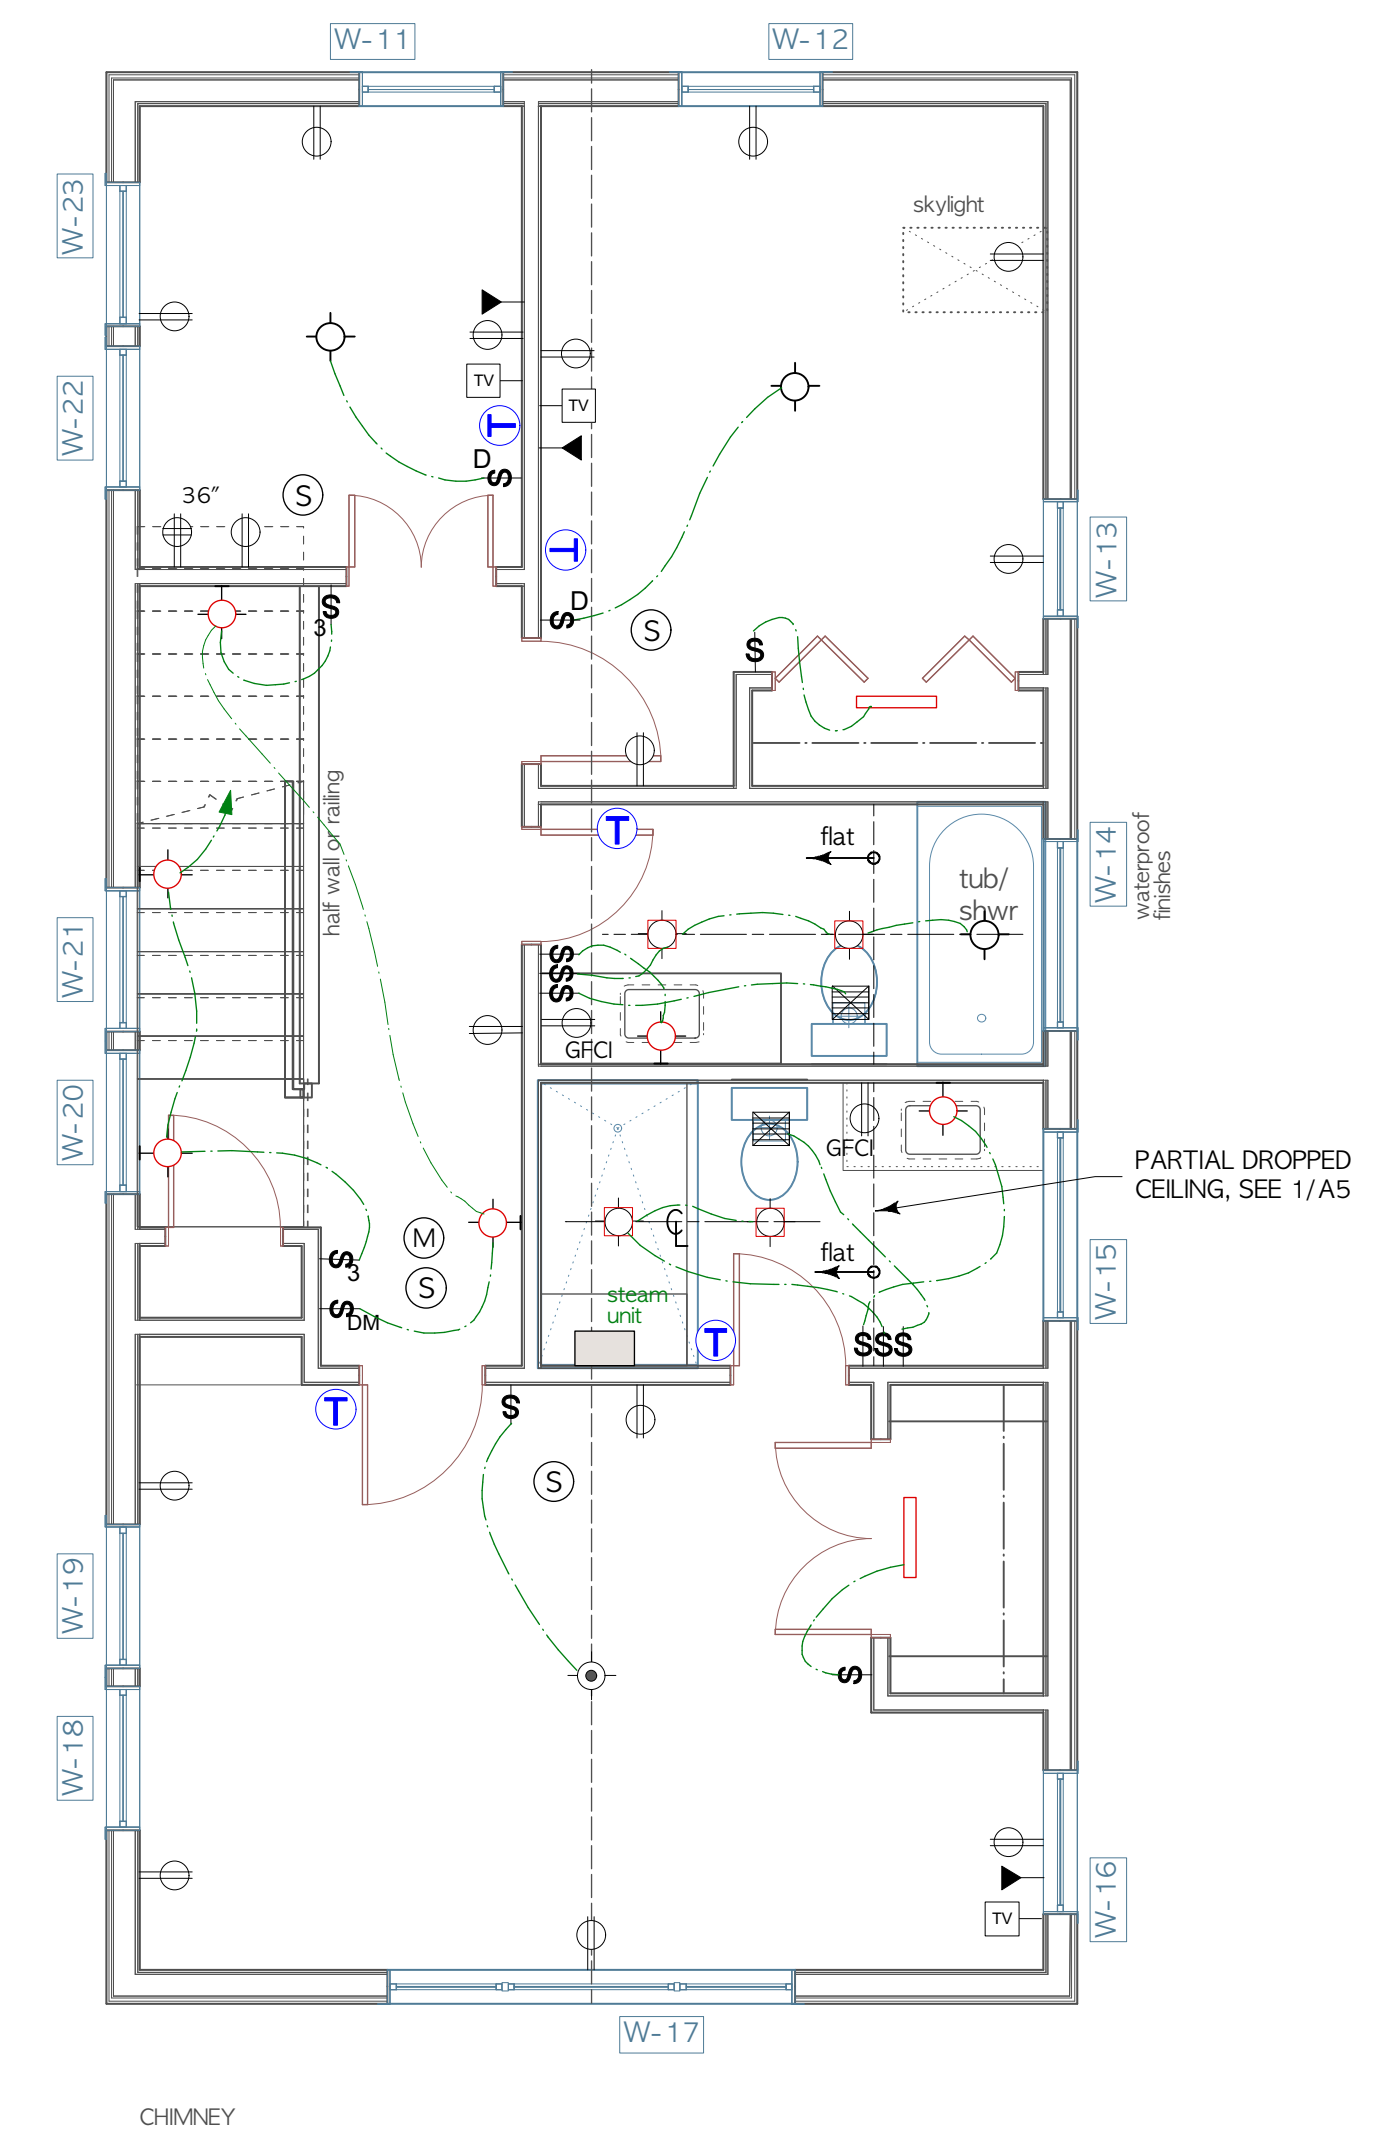 W-11
W-12
W-23
skylight
TV
TV
W-22
T
D
36″
S
W-13
T
D
S
3
S
S
S
half wall or railing
T
flat
W-14
waterproof
finishes
tub/
shwr
W-21
S
S
S
GFCI
W-20
GFCI
PARTIAL DROPPED
CEILING, SEE 1/A5
M
CL
flat
W-15
S
3
S
steam
unit
S
DM
T
SSS
T
S
S
W-19
S
W-18
W-16
TV
W-17
CHIMNEY